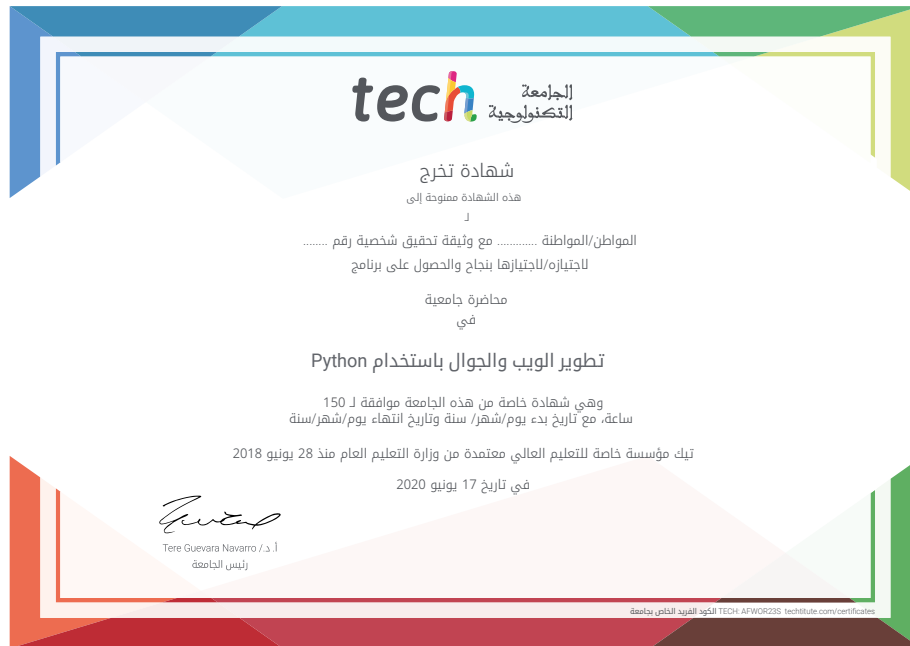 tech الجامعة
التكنولوجية
شهادة تخرج
هذه الشهادة ممنوحة إلى
لـ
المواطن/المواطنة ............ مع وثيقة تحقيق شخصية رقم ........
لاجتيازه/لاجتيازها بنجاح والحصول على برنامج
محاضرة جامعية
في
تطوير الويب والجوال باستخدام Python
وهي شهادة خاصة من هذه الجامعة موافقة لـ 150
ساعة، مع تاريخ بدء يوم/شهر/ سنة وتاريخ انتهاء يوم/شهر/سنة
تيك مؤسسة خاصة للتعليم العالي معتمدة من وزارة التعليم العام منذ 28 يونيو 2018
في تاريخ 17 يونيو 2020
أ. د./ Tere Guevara Navarro
رئيس الجامعة
الكود الفريد الخاص بجامعة TECH: AFWOR23S techtitute.com/certificates